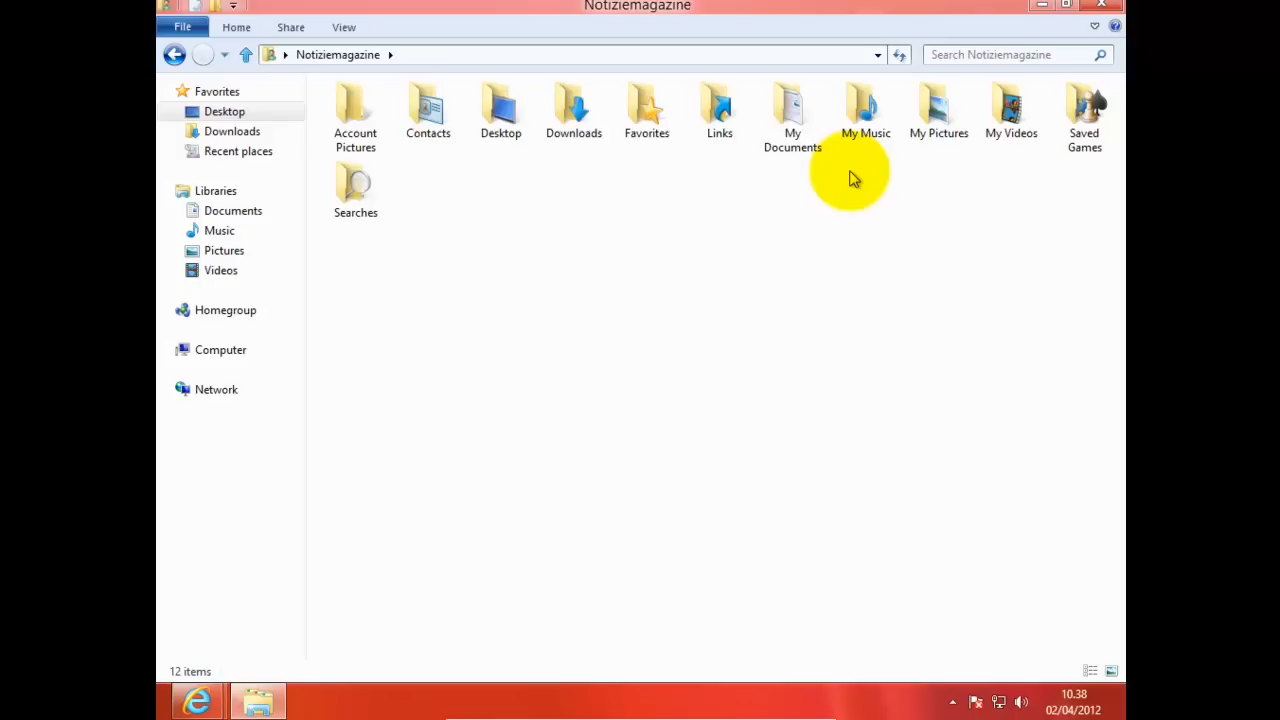 Notiziemagazine
File Home Share View
Notiziemagazine
Search Notiziemagazine
Favorites
Desktop
Downloads
Recent places
Libraries
Documents
Music
Pictures
Videos
Homegroup
Computer
Network
Account
Pictures
Contacts
Desktop
Downloads
Favorites
Links
My
Documents
My Music
My Pictures
My Videos
Saved
Games
Searches
12 items
10.38
02/04/2012